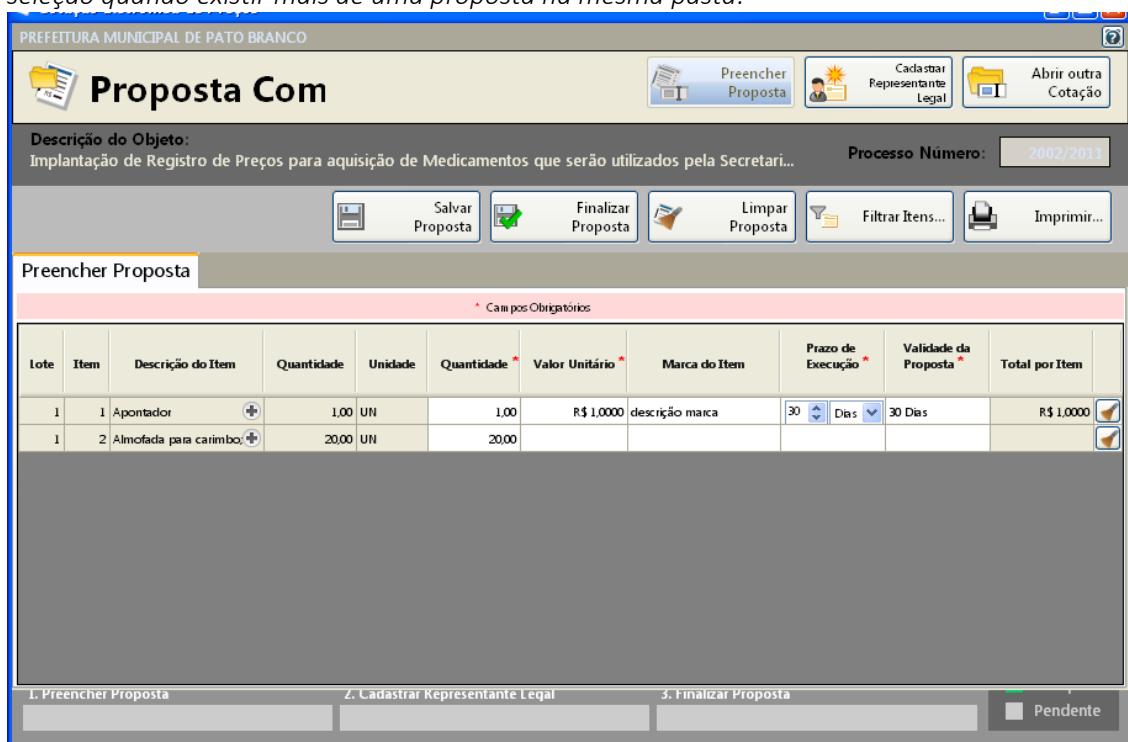 seleção quando existir mais de uma proposta na mesma pasta.
PREFEITURA MUNICIPAL DE PATO BRANCO
Proposta Com
Preencher
Proposta
Cadastrar
Representante
Legal
Abrir outra
Cotação
Descrição do Objeto:
Implantação de Registro de Preços para aquisição de Medicamentos que serão utilizados pela Secretari...
Processo Número: 2002/2011
Salvar
Proposta
Finalizar
Proposta
Limpar
Proposta
Filtrar Itens...
Imprimir...
Preencher Proposta
* Campos Obrigatórios
Lote Item Descrição do Item Quantidade Unidade Quantidade * Valor Unitário * Marca do Item Prazo de Execução * Validade da Proposta * Total por Item
1 1 Apontador 1,00 UN 1,00 R$ 1,0000 descrição marca 30 Dias 30 Dias R$ 1,0000
1 2 Almofada para carimbo; 20,00 UN 20,00
1. Preencher Proposta 2. Cadastrar Representante Legal 3. Finalizar Proposta
Pendente